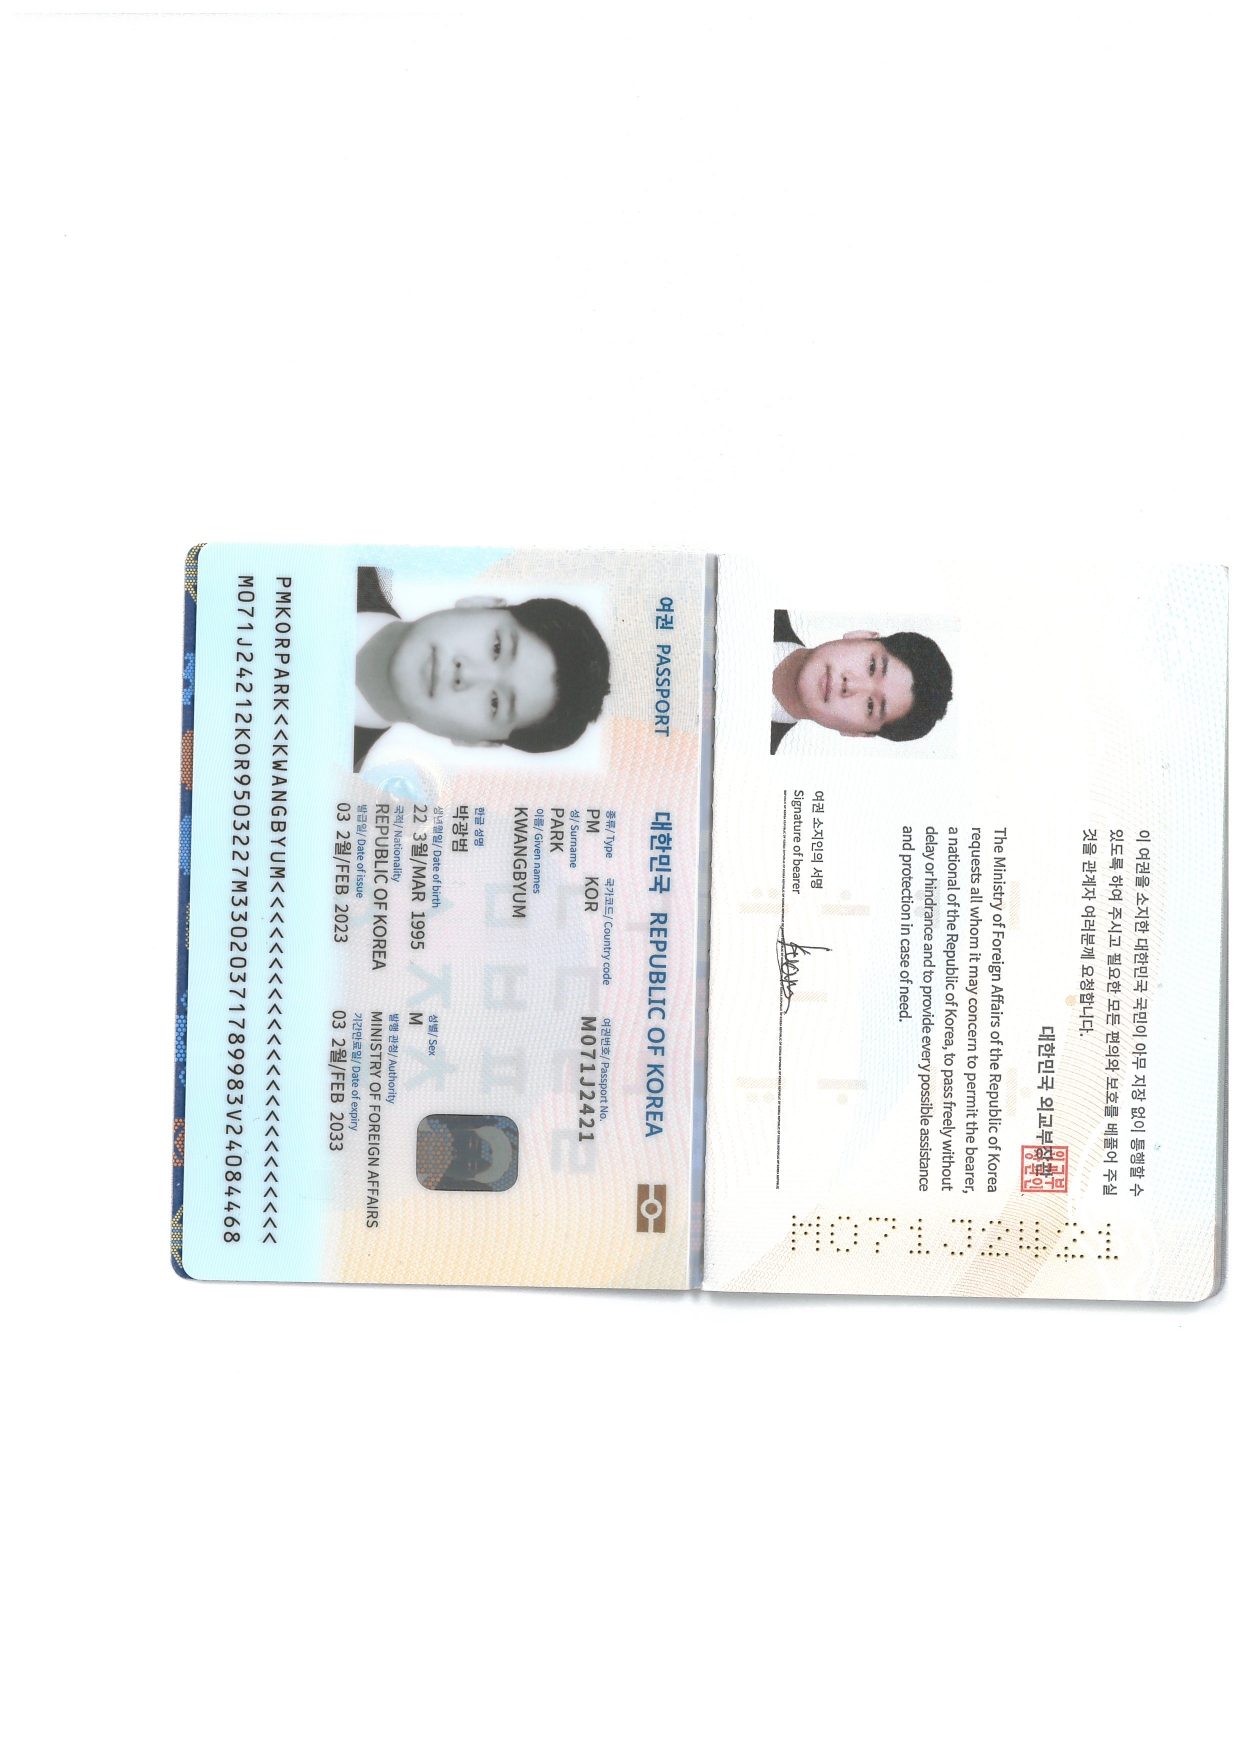 이 여권을 소지한 대한민국 국민이 아무 지장 없이 통행할 수
있도록 하여 주시고 필요한 모든 편의와 보호를 베풀어 주실
것을 관계자 여러분께 요청합니다.
대한민국 외교부장관
The Ministry of Foreign Affairs of the Republic of Korea
requests all whom it may concern to permit the bearer,
a national of the Republic of Korea, to pass freely without
delay or hindrance and to provide every possible assistance
and protection in case of need.
여권 소지인의 서명
Signature of bearer
M071J2421
여권 PASSPORT
대한민국 REPUBLIC OF KOREA
종류/ Type 국가코드/ Country code 여권번호/ Passport No.
PM KOR M071J2421
성/ Surname
PARK
이름/ Given names
KWANGBYUM
한글 성명
박광범
생년월일/ Date of birth 성별/ Sex
22 3월/MAR 1995 M
국적/ Nationality 발행 관청/ Authority
REPUBLIC OF KOREA MINISTRY OF FOREIGN AFFAIRS
발급일/ Date of issue 기간만료일/ Date of expiry
03 2월/FEB 2023 03 2월/FEB 2033
PMKORPARK<<KWANGBYUM<<<<<<<<<<<<<<<<<<<<<<<<
M071J24212KOR9503227M33020371789983V24084468